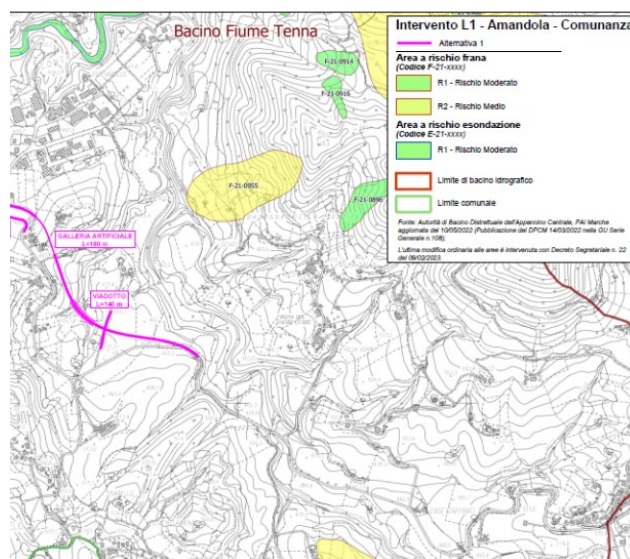 Bacino Fiume Tenna
Intervento L1 - Amandola - Comunanza
Alternativa 1
Area a rischio frana
(Codice F-21-xxxx)
R1 - Rischio Moderato
R2 - Rischio Medio
Area a rischio esondazione
(Codice E-21-xxxx)
R1 - Rischio Moderato
Limite di bacino Idrografico
Limite comunale
Fonte: Autorità di Bacino Distrettuale dell'Appennino Centrale, PAI Marche
aggiornata del 10/05/2022 (Pubblicazione del DPCM 14/03/2022 nella GU Serie
Generale n.108);
L'ultima modifica ordinaria alle aree è intervenuta con Decreto Segretariale n. 22
del 09/02/2023.
F-21-0914
F-21-0916
F-21-0955
F-21-0896
GALLERIA ARTIFICIALE
L=180 m
VIADOTTO
L=140 m